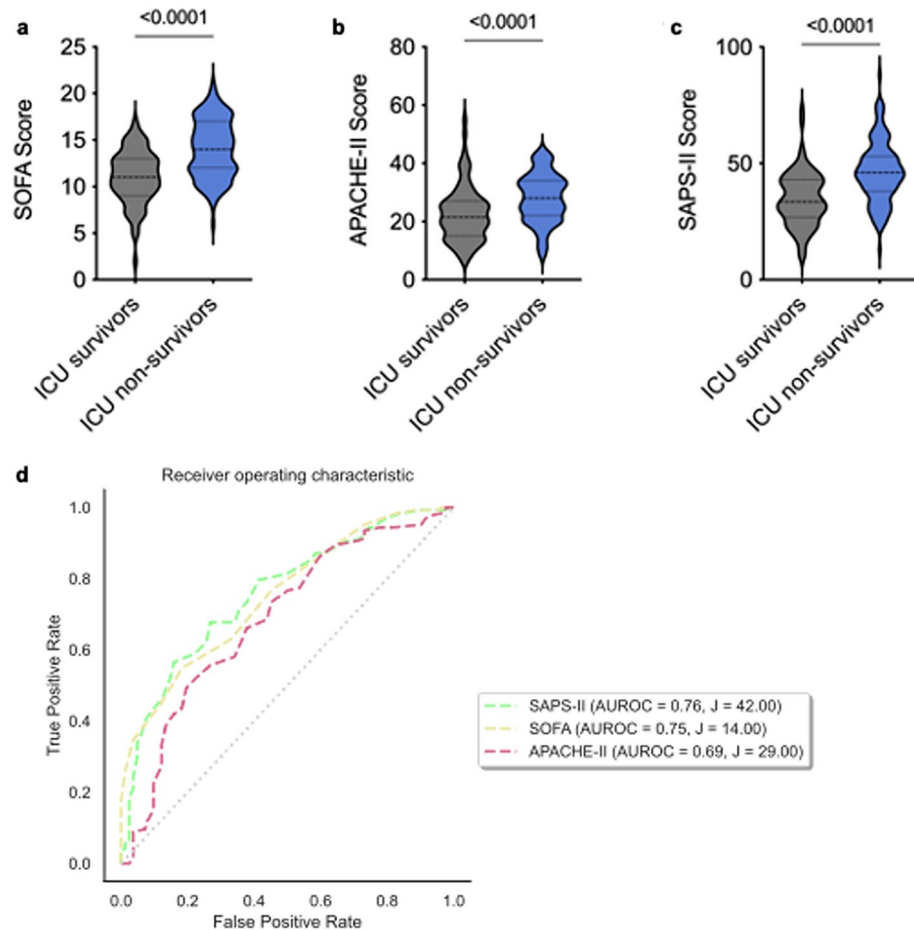 a
<0.0001
SOFA Score
25
20
15
10
5
0
ICU survivors
ICU non-survivors
b
<0.0001
APACHE-II Score
80
60
40
20
0
ICU survivors
ICU non-survivors
c
<0.0001
SAPS-II Score
100
50
0
ICU survivors
ICU non-survivors
d
Receiver operating characteristic
True Positive Rate
1.0
0.8
0.6
0.4
0.2
0.0
0.0 0.2 0.4 0.6 0.8 1.0
False Positive Rate
SAPS-II (AUROC = 0.76, J = 42.00)
SOFA (AUROC = 0.75, J = 14.00)
APACHE-II (AUROC = 0.69, J = 29.00)